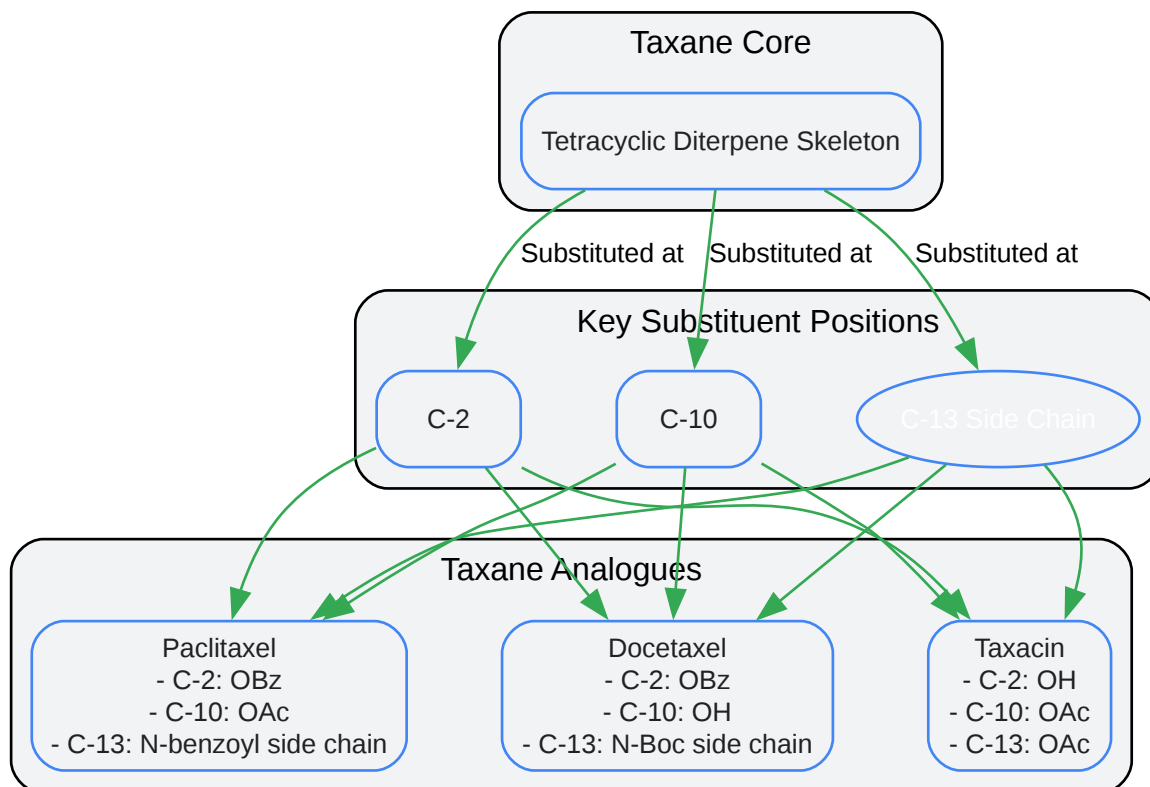 Taxane Core
Tetracyclic Diterpene Skeleton
Substituted at
Substituted at
Substituted at
Key Substituent Positions
C-2
C-10
C-13 Side Chain
Taxane Analogues
Paclitaxel
- C-2: OBz
- C-10: OAc
- C-13: N-benzoyl side chain
Docetaxel
- C-2: OBz
- C-10: OH
- C-13: N-Boc side chain
Taxacin
- C-2: OH
- C-10: OAc
- C-13: OAc